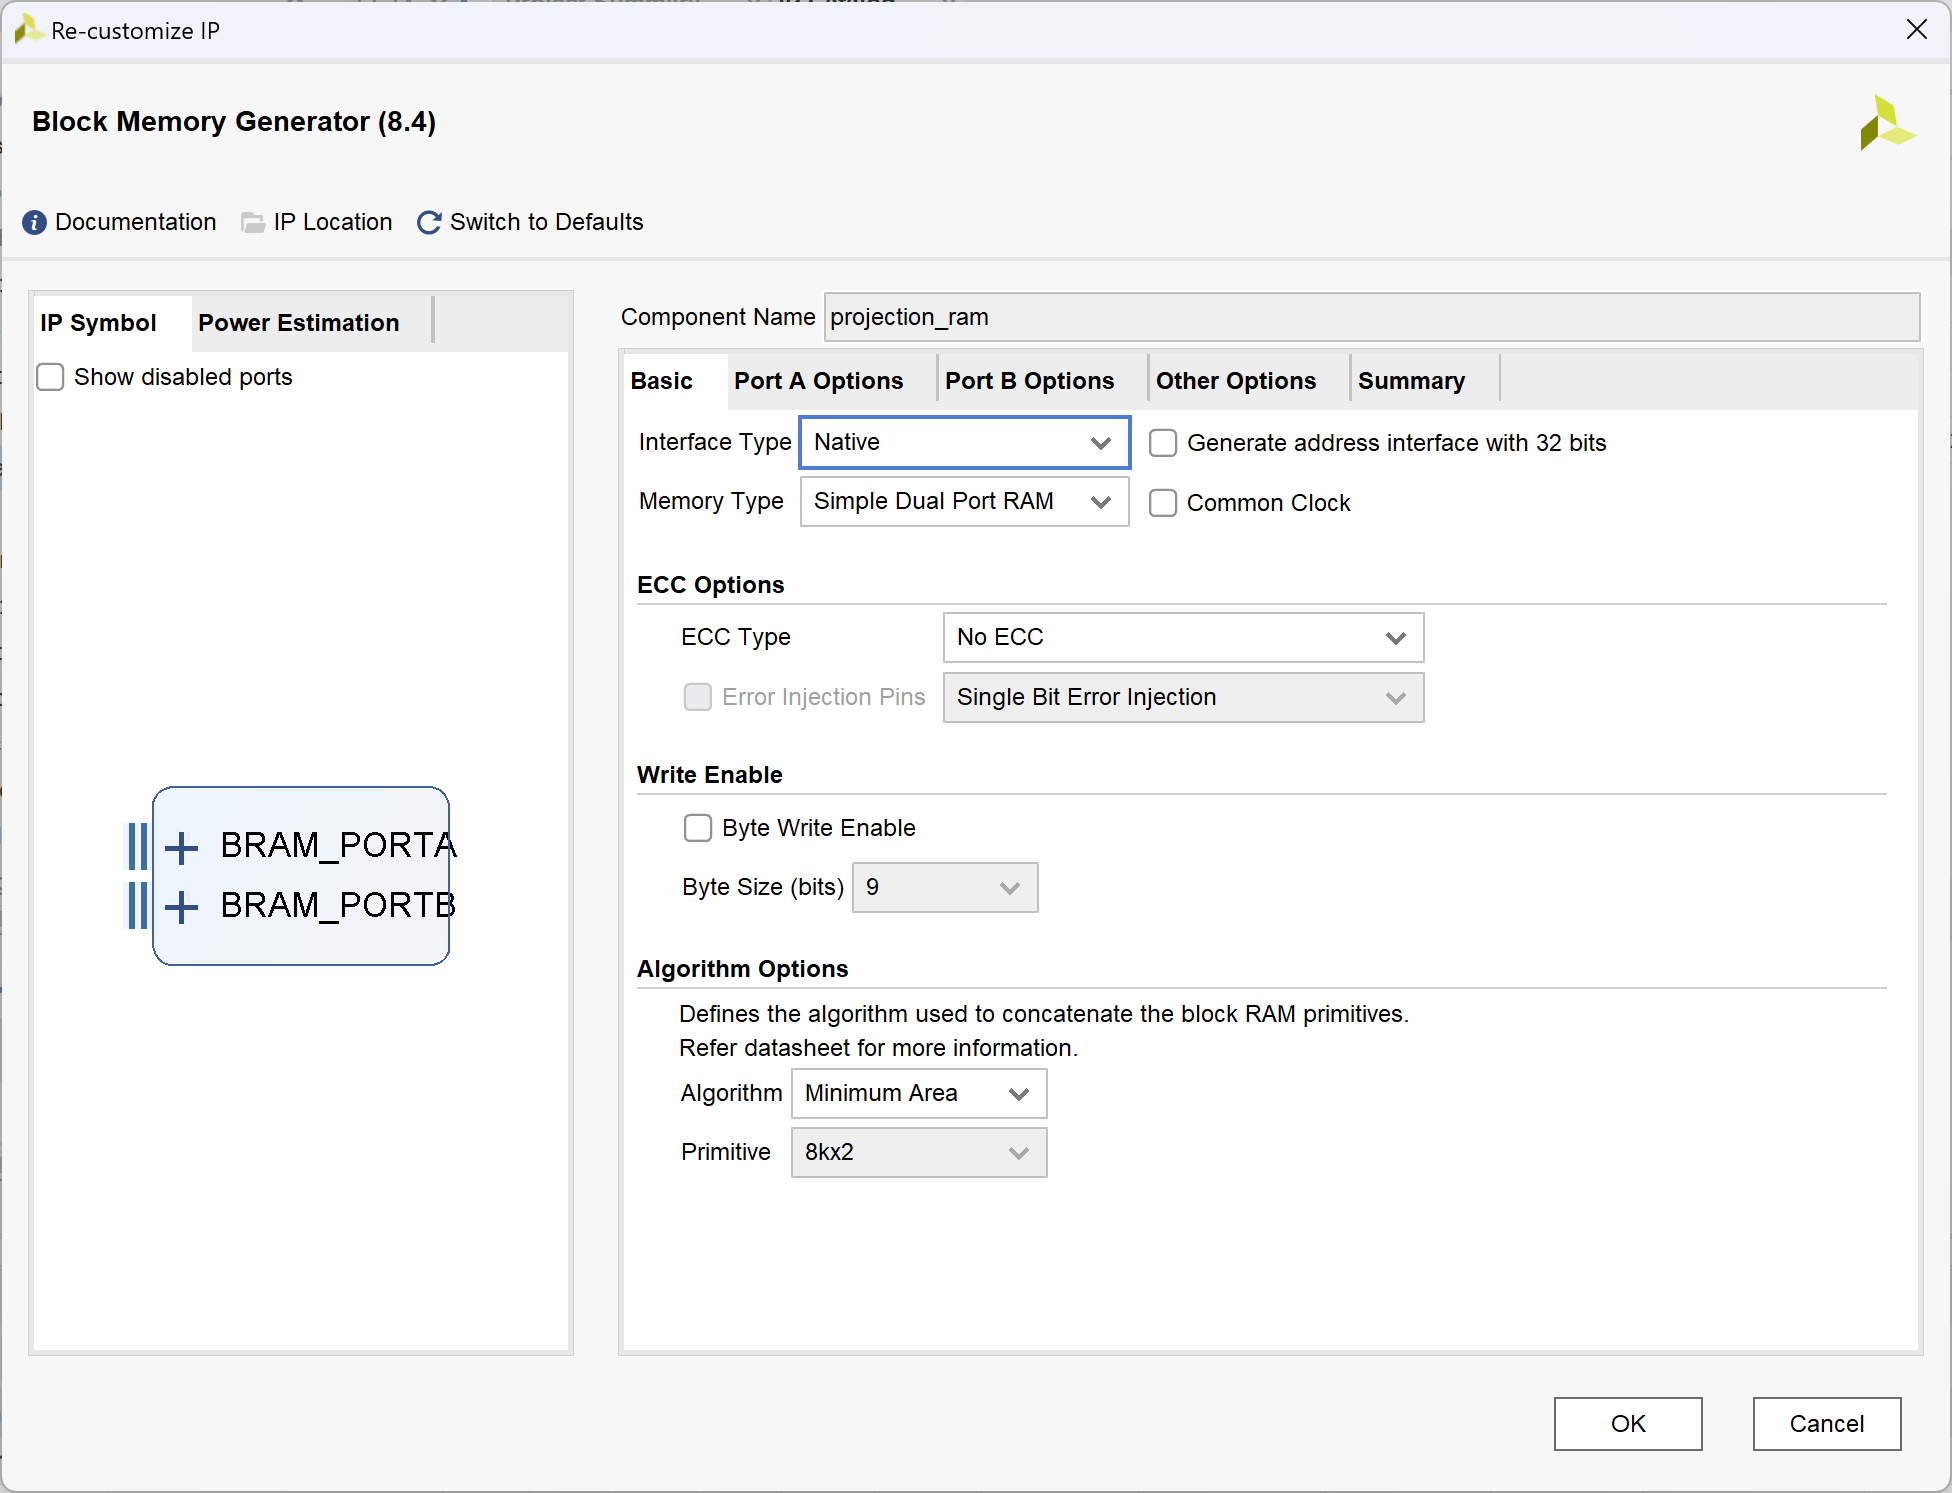 Re-customize IP
Block Memory Generator (8.4)
Documentation IP Location Switch to Defaults
IP Symbol Power Estimation
Show disabled ports
BRAM_PORTA
BRAM_PORTB
Component Name projection_ram
Basic Port A Options Port B Options Other Options Summary
Interface Type Native Generate address interface with 32 bits
Memory Type Simple Dual Port RAM Common Clock
ECC Options
ECC Type No ECC
Error Injection Pins Single Bit Error Injection
Write Enable
Byte Write Enable
Byte Size (bits) 9
Algorithm Options
Defines the algorithm used to concatenate the block RAM primitives.
Refer datasheet for more information.
Algorithm Minimum Area
Primitive 8kx2
OK Cancel